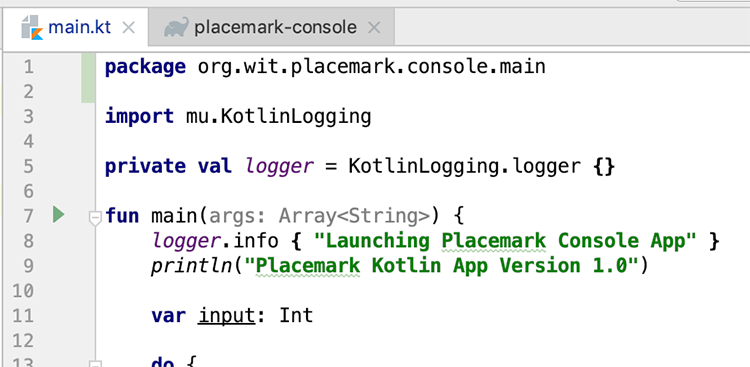 main.kt placemark-console
1 package org.wit.placemark.console.main
2
3 import mu.KotlinLogging
4
5 private val logger = KotlinLogging.logger {}
6
7 fun main(args: Array<String>) {
8 logger.info { "Launching Placemark Console App" }
9 println("Placemark Kotlin App Version 1.0")
10
11 var input: Int
12
13 do {